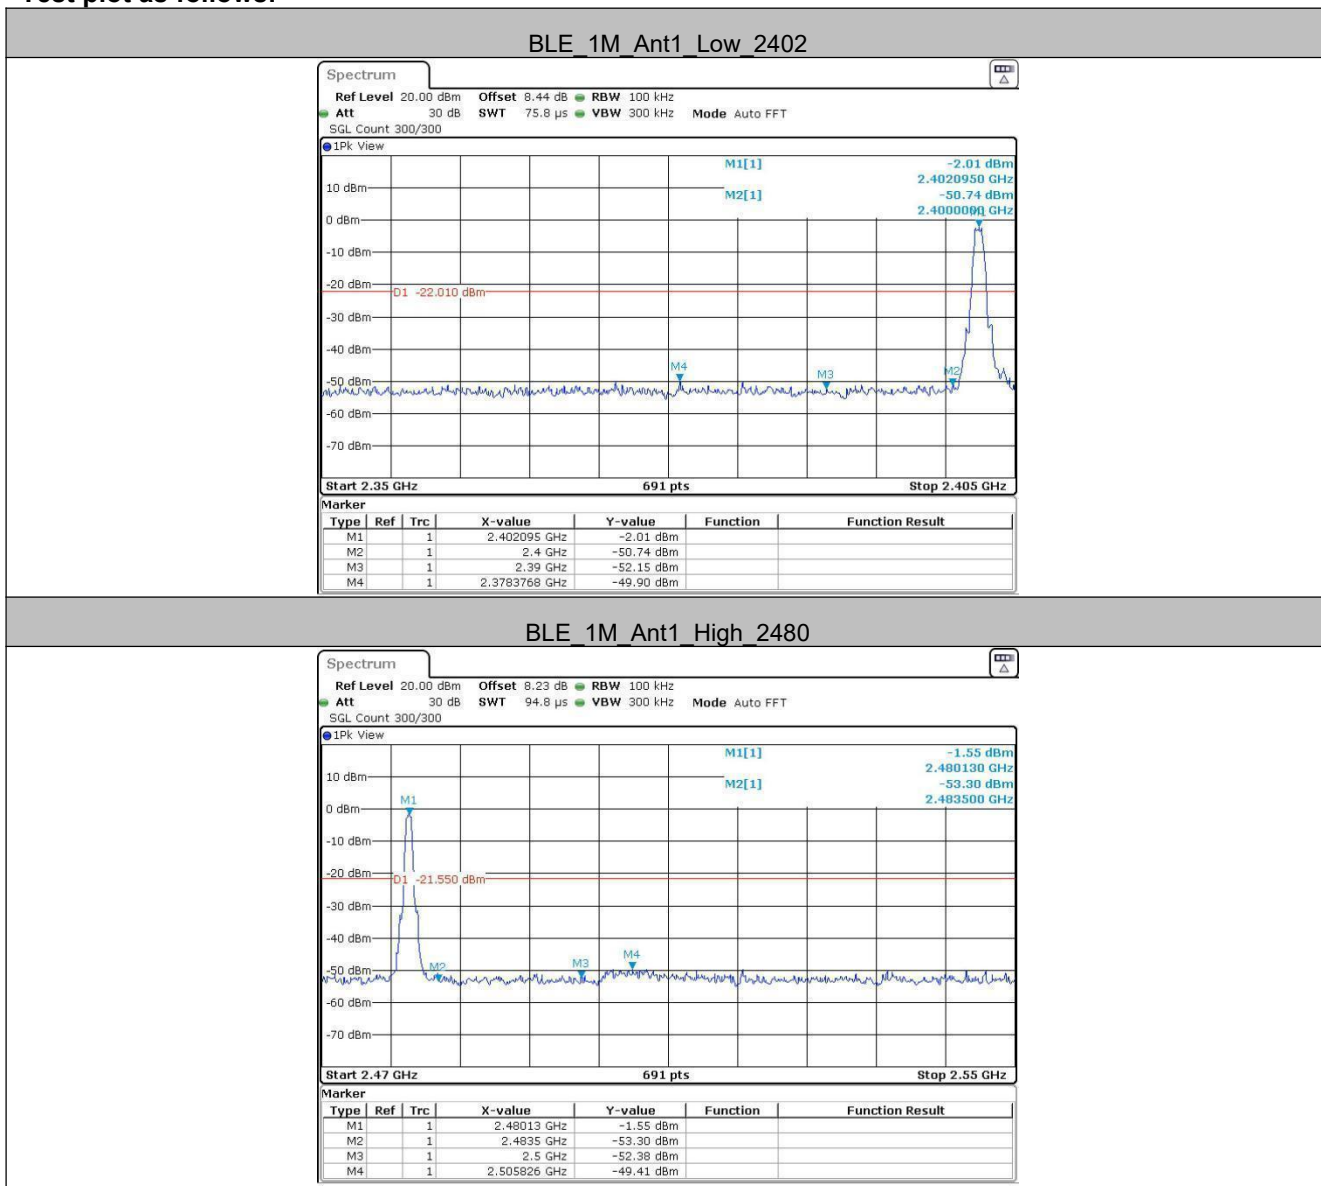 Test plot as follows:
BLE_1M_Ant1_Low_2402
Spectrum
Ref Level 20.00 dBm Offset 8.44 dB RBW 100 kHz
Att 30 dB SWT 75.8 µs VBW 300 kHz Mode Auto FFT
SGL Count 300/300
1Pk View
M1[1] -2.01 dBm
2.4020950 GHz
10 dBm
M2[1] -50.74 dBm
2.4000000 GHz
M1
0 dBm
-10 dBm
-20 dBm
D1 -22.010 dBm
-30 dBm
-40 dBm
M4 M3 M2
-50 dBm
-60 dBm
-70 dBm
Start 2.35 GHz 691 pts Stop 2.405 GHz
Marker
Type Ref Trc X-value Y-value Function Function Result
M1 1 2.402095 GHz -2.01 dBm
M2 1 2.4 GHz -50.74 dBm
M3 1 2.39 GHz -52.15 dBm
M4 1 2.3783768 GHz -49.90 dBm
BLE_1M_Ant1_High_2480
Spectrum
Ref Level 20.00 dBm Offset 8.23 dB RBW 100 kHz
Att 30 dB SWT 94.8 µs VBW 300 kHz Mode Auto FFT
SGL Count 300/300
1Pk View
M1[1] -1.55 dBm
2.480130 GHz
10 dBm
M2[1] -53.30 dBm
2.483500 GHz
M1
0 dBm
-10 dBm
-20 dBm
D1 -21.550 dBm
-30 dBm
-40 dBm
M2 M3 M4
-50 dBm
-60 dBm
-70 dBm
Start 2.47 GHz 691 pts Stop 2.55 GHz
Marker
Type Ref Trc X-value Y-value Function Function Result
M1 1 2.48013 GHz -1.55 dBm
M2 1 2.4835 GHz -53.30 dBm
M3 1 2.5 GHz -52.38 dBm
M4 1 2.505826 GHz -49.41 dBm